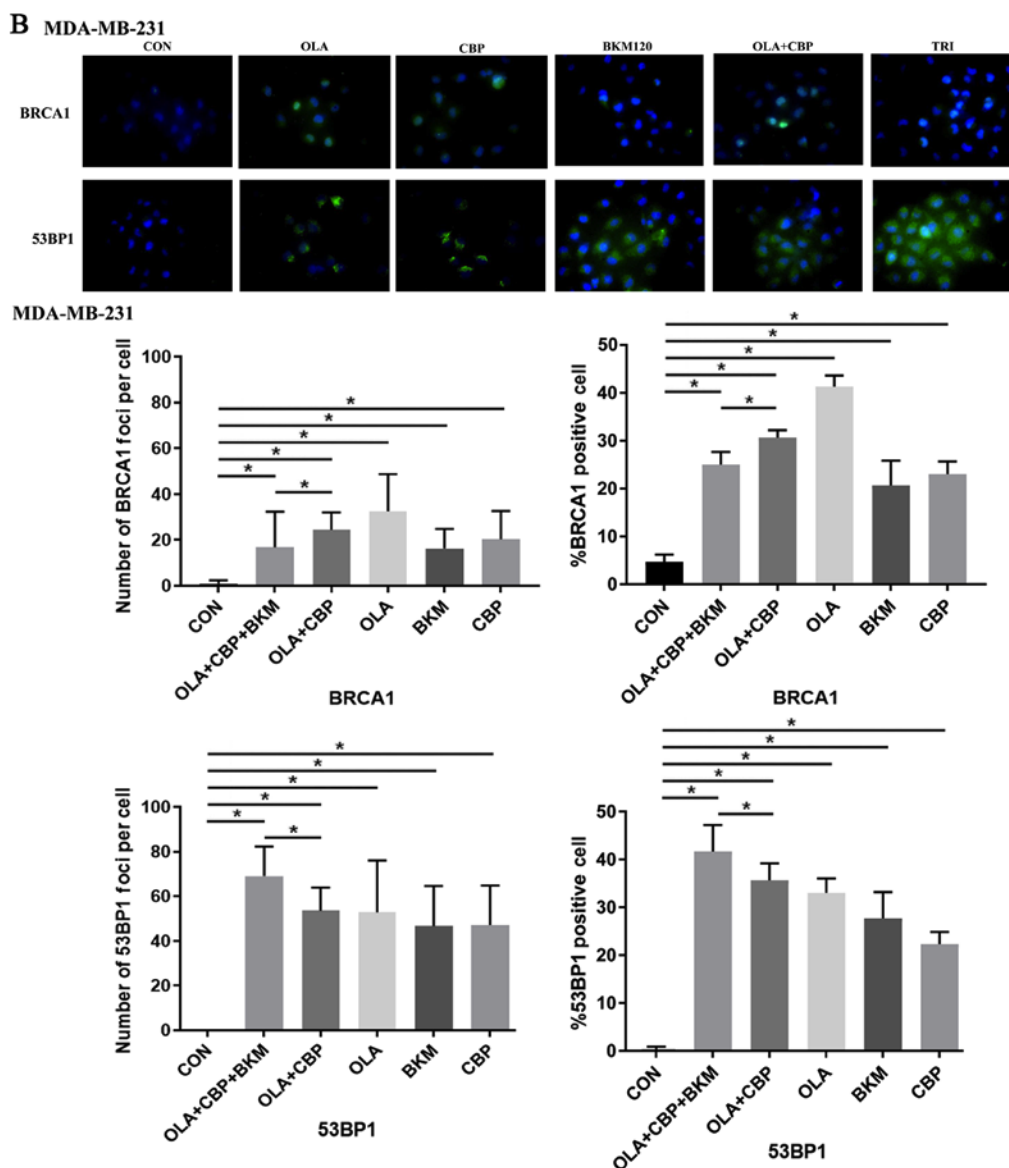 B MDA-MB-231
CON OLA CBP BKM120 OLA+CBP TRI
BRCA1
53BP1
MDA-MB-231
Number of BRCA1 foci per cell
100
80
60
40
20
0
* * * * * *
CON OLA+CBP+BKM OLA+CBP OLA BKM CBP
BRCA1
%BRCA1 positive cell
50
40
30
20
10
0
* * * * * *
CON OLA+CBP+BKM OLA+CBP OLA BKM CBP
BRCA1
Number of 53BP1 foci per cell
100
80
60
40
20
0
* * * * * *
CON OLA+CBP+BKM OLA+CBP OLA BKM CBP
53BP1
%53BP1 positive cell
50
40
30
20
10
0
* * * * * *
CON OLA+CBP+BKM OLA+CBP OLA BKM CBP
53BP1